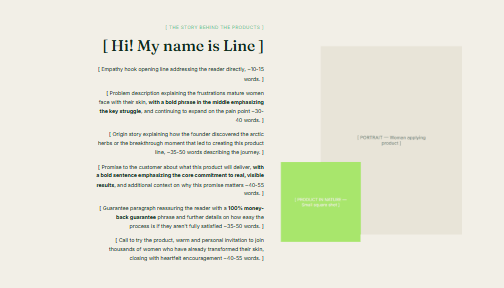 [ THE STORY BEHIND THE PRODUCTS ]
[ Hi! My name is Line ]
[ Empathy hook opening line addressing the reader directly, ~10-15
words. ]
[ Problem description explaining the frustrations mature women
face with their skin, with a bold phrase in the middle emphasizing
the key struggle, and continuing to expand on the pain point ~30-
40 words. ]
[ Origin story explaining how the founder discovered the arctic
herbs or the breakthrough moment that led to creating this product
line, ~35-50 words describing the journey. ]
[ Promise to the customer about what this product will deliver, with
a bold sentence emphasizing the core commitment to real, visible
results, and additional context on why this promise matters ~40-55
words. ]
[ Guarantee paragraph reassuring the reader with a 100% money-
back guarantee phrase and further details on how easy the
process is if they aren't fully satisfied ~35-50 words. ]
[ Call to try the product, warm and personal invitation to join
thousands of women who have already transformed their skin,
closing with heartfelt encouragement ~40-55 words. ]
[ PORTRAIT — Woman applying
product ]
[ PRODUCT IN NATURE —